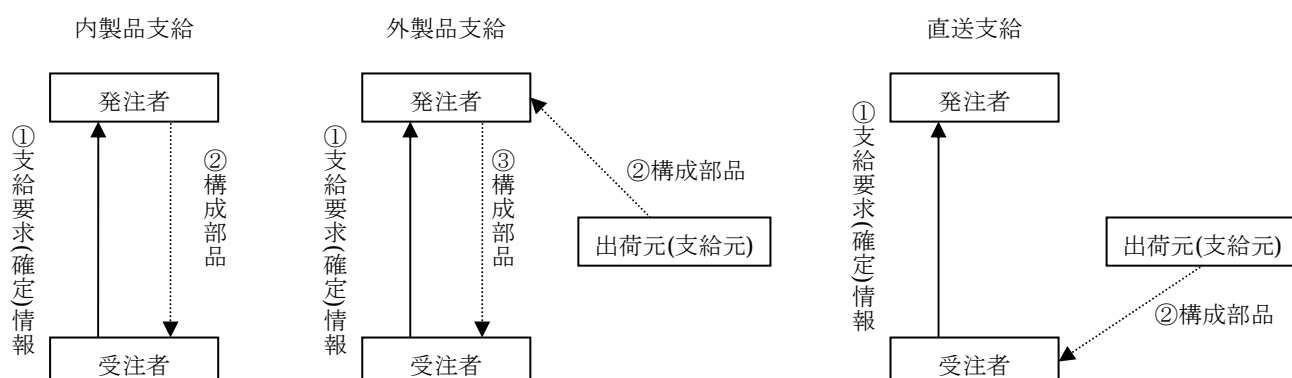 内製品支給
発注者
①支給要求(確定)情報
②構成部品
受注者
外製品支給
発注者
①支給要求(確定)情報
③構成部品
②構成部品
出荷元(支給元)
受注者
直送支給
発注者
①支給要求(確定)情報
出荷元(支給元)
②構成部品
受注者